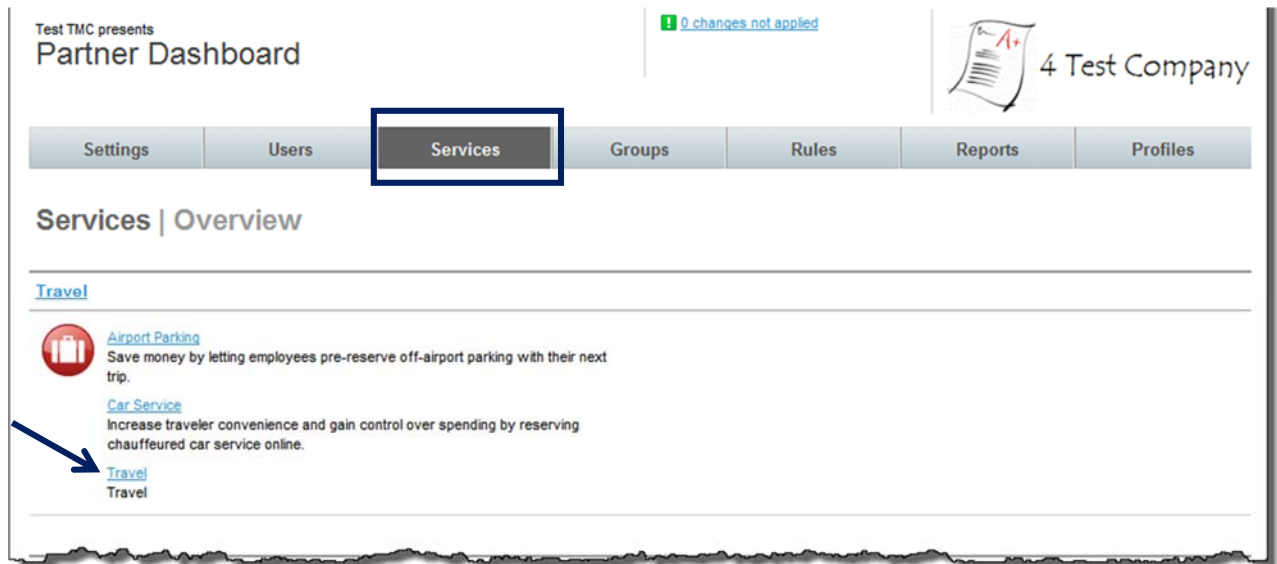 Test TMC presents
Partner Dashboard
! 0 changes not applied
A+
4 Test Company
Settings Users Services Groups Rules Reports Profiles
Services | Overview
Travel
Airport Parking
Save money by letting employees pre-reserve off-airport parking with their next
trip.
Car Service
Increase traveler convenience and gain control over spending by reserving
chauffeured car service online.
Travel
Travel